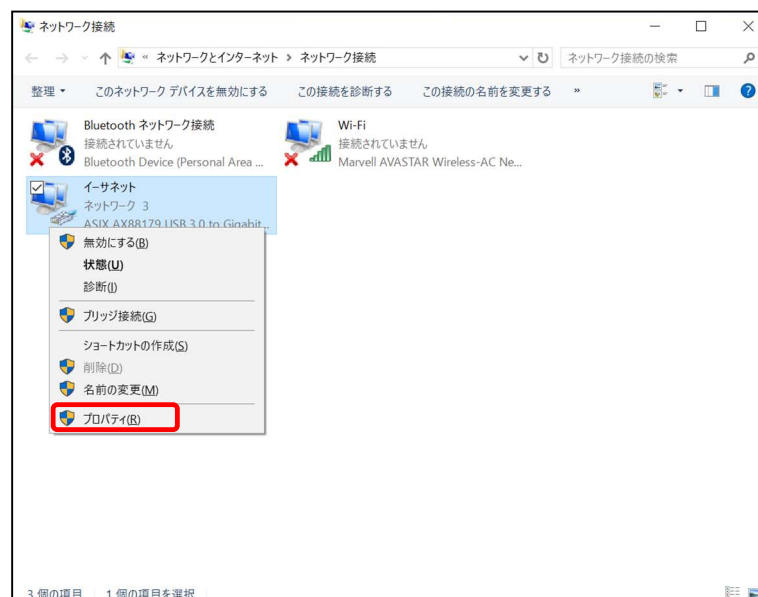 ネットワーク接続
« ネットワークとインターネット › ネットワーク接続
ネットワーク接続の検索
整理 このネットワーク デバイスを無効にする この接続を診断する この接続の名前を変更する »
Bluetooth ネットワーク接続
接続されていません
Bluetooth Device (Personal Area ...
Wi-Fi
接続されていません
Marvell AVASTAR Wireless-AC Ne...
イーサネット
ネットワーク 3
ASIX AX88179 USB 3.0 to Gigabit...
無効にする(B)
状態(U)
診断(I)
ブリッジ接続(G)
ショートカットの作成(S)
削除(D)
名前の変更(M)
プロパティ(R)
3 個の項目 1 個の項目を選択